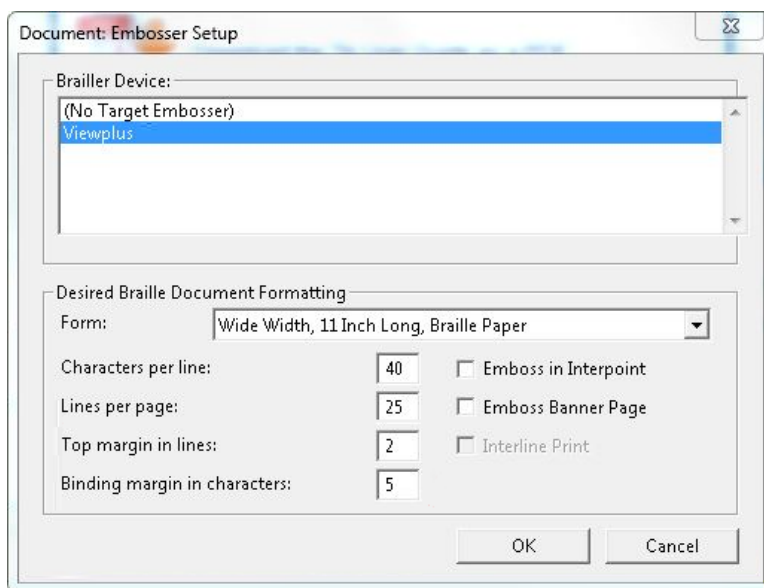 Document: Embosser Setup
Brailler Device:
(No Target Embosser)
Viewplus
Desired Braille Document Formatting
Form: Wide Width, 11 Inch Long, Braille Paper
Characters per line: 40 Emboss in Interpoint
Lines per page: 25 Emboss Banner Page
Top margin in lines: 2 Interline Print
Binding margin in characters: 5
OK Cancel